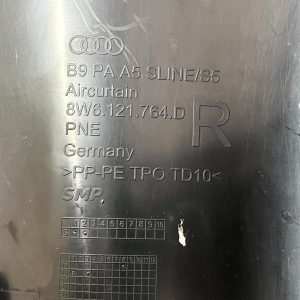 B9 PA A5 SLINE/S5
Aircurtain
8W6.121.764.D
R
PNE
Germany
>PP-PE TPO TD10<
SMP
1 2 3 4 5 6 7 8 9 10